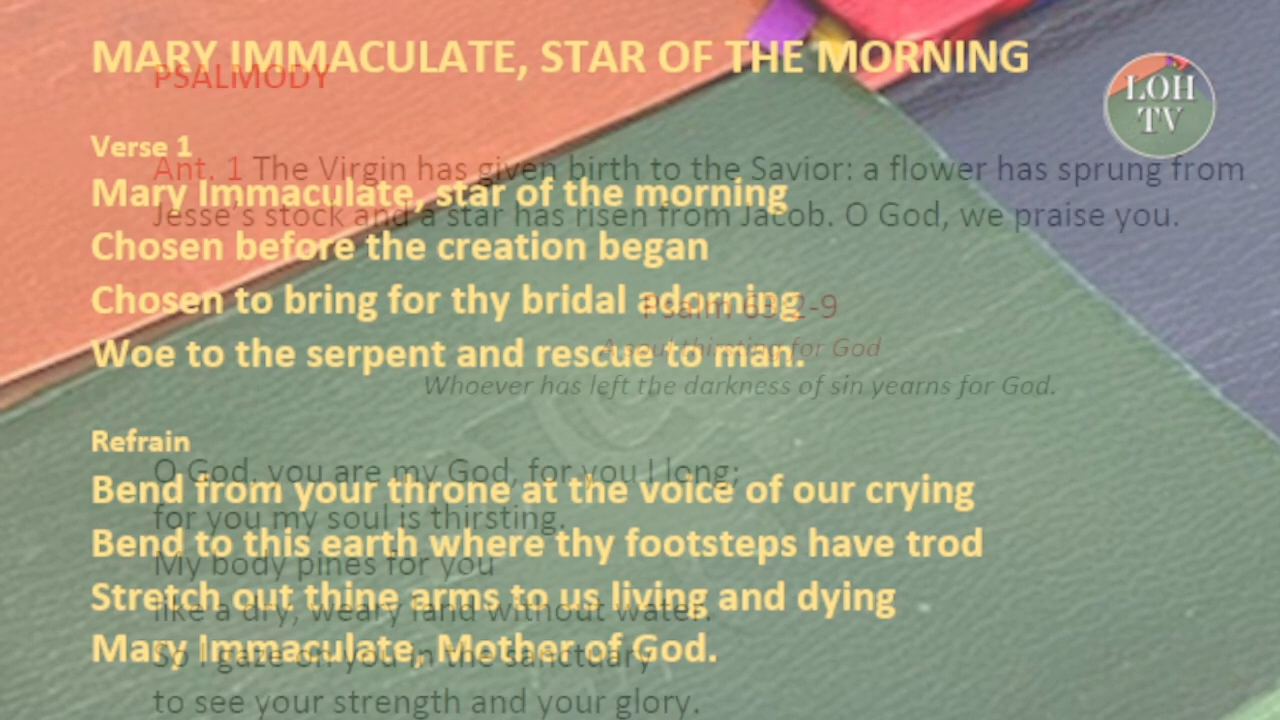 MARY IMMACULATE, STAR OF THE MORNING
PSALMODY
LOH
TV
Verse 1
Ant. 1 The Virgin has given birth to the Savior: a flower has sprung from
Mary Immaculate, star of the morning
Jesse's stock and a star has risen from Jacob. O God, we praise you.
Chosen before the creation began
Chosen to bring for thy bridal adorning
Psalm 63:2-9
Woe to the serpent and rescue to man.
A soul thirsting for God
Whoever has left the darkness of sin yearns for God.
Refrain
O God, you are my God, for you I long;
Bend from your throne at the voice of our crying
for you my soul is thirsting.
Bend to this earth where thy footsteps have trod
My body pines for you
Stretch out thine arms to us living and dying
like a dry, weary land without water.
Mary Immaculate, Mother of God.
So I gaze on you in the sanctuary
to see your strength and your glory.